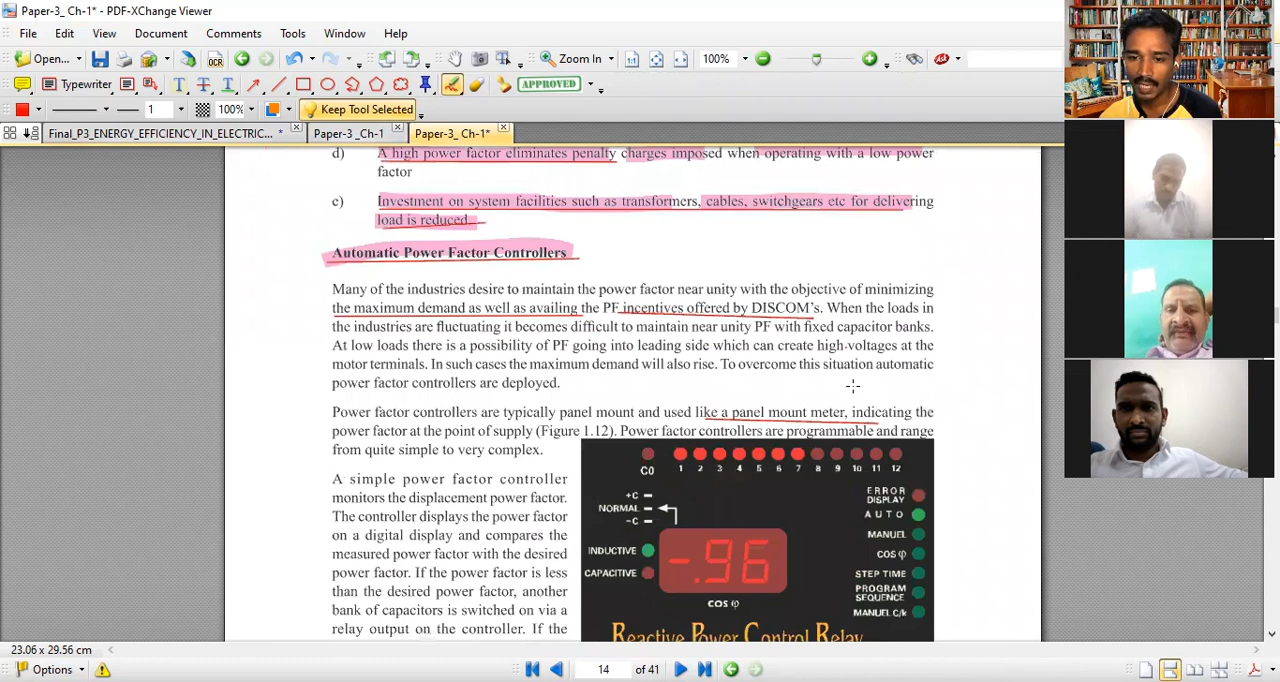 Paper-3_ Ch-1* - PDF-XChange Viewer
File Edit View Document Comments Tools Window Help
Open... OCR Zoom In 100%
Typewriter APPROVED
1 100% Keep Tool Selected
Final_P3_ENERGY_EFFICIENCY_IN_ELECTRIC... * Paper-3 _Ch-1 Paper-3_ Ch-1*
d) A high power factor eliminates penalty charges imposed when operating with a low power
factor
e) Investment on system facilities such as transformers, cables, switchgears etc for delivering
load is reduced
Automatic Power Factor Controllers
Many of the industries desire to maintain the power factor near unity with the objective of minimizing
the maximum demand as well as availing the PF incentives offered by DISCOM's. When the loads in
the industries are fluctuating it becomes difficult to maintain near unity PF with fixed capacitor banks.
At low loads there is a possibility of PF going into leading side which can create high voltages at the
motor terminals. In such cases the maximum demand will also rise. To overcome this situation automatic
power factor controllers are deployed.
Power factor controllers are typically panel mount and used like a panel mount meter, indicating the
power factor at the point of supply (Figure 1.12). Power factor controllers are programmable and range
from quite simple to very complex.
A simple power factor controller
monitors the displacement power factor.
The controller displays the power factor
on a digital display and compares the
measured power factor with the desired
power factor. If the power factor is less
than the desired power factor, another
bank of capacitors is switched on via a
relay output on the controller. If the
C0 1 2 3 4 5 6 7 8 9 10 11 12
+C
NORMAL
-C
INDUCTIVE
CAPACITIVE
-.96
COS φ
ERROR
DISPLAY
AUTO
MANUEL
COS φ
STEP TIME
PROGRAM
SEQUENCE
MANUEL C/k
Reactive Power Control Relay
23.06 x 29.56 cm
Options 14 of 41